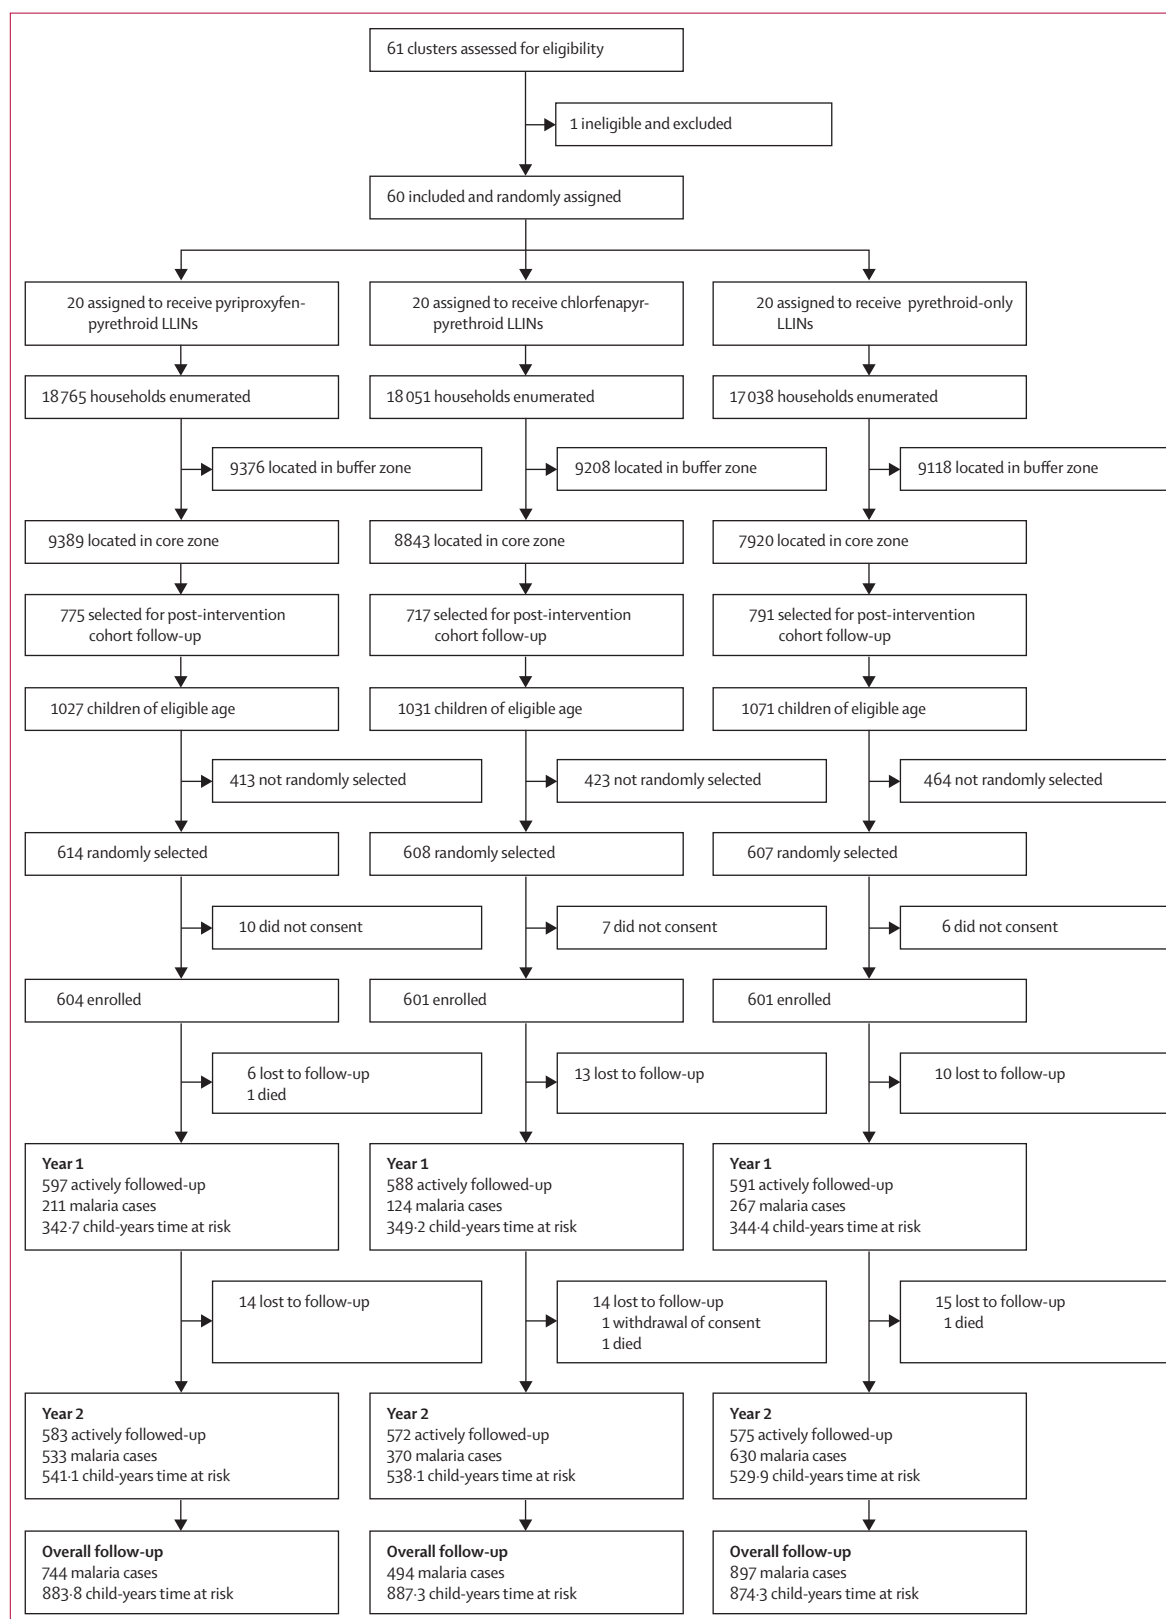 61 clusters assessed for eligibility
1 ineligible and excluded
60 included and randomly assigned
20 assigned to receive pyriproxyfen-
pyrethroid LLINs
20 assigned to receive chlorfenapyr-
pyrethroid LLINs
20 assigned to receive pyrethroid-only
LLINs
18 765 households enumerated
18 051 households enumerated
17 038 households enumerated
9376 located in buffer zone
9208 located in buffer zone
9118 located in buffer zone
9389 located in core zone
8843 located in core zone
7920 located in core zone
775 selected for post-intervention
cohort follow-up
717 selected for post-intervention
cohort follow-up
791 selected for post-intervention
cohort follow-up
1027 children of eligible age
1031 children of eligible age
1071 children of eligible age
413 not randomly selected
423 not randomly selected
464 not randomly selected
614 randomly selected
608 randomly selected
607 randomly selected
10 did not consent
7 did not consent
6 did not consent
604 enrolled
601 enrolled
601 enrolled
6 lost to follow-up
1 died
13 lost to follow-up
10 lost to follow-up
Year 1
597 actively followed-up
211 malaria cases
342·7 child-years time at risk
Year 1
588 actively followed-up
124 malaria cases
349·2 child-years time at risk
Year 1
591 actively followed-up
267 malaria cases
344·4 child-years time at risk
14 lost to follow-up
14 lost to follow-up
1 withdrawal of consent
1 died
15 lost to follow-up
1 died
Year 2
583 actively followed-up
533 malaria cases
541·1 child-years time at risk
Year 2
572 actively followed-up
370 malaria cases
538·1 child-years time at risk
Year 2
575 actively followed-up
630 malaria cases
529·9 child-years time at risk
Overall follow-up
744 malaria cases
883·8 child-years time at risk
Overall follow-up
494 malaria cases
887·3 child-years time at risk
Overall follow-up
897 malaria cases
874·3 child-years time at risk